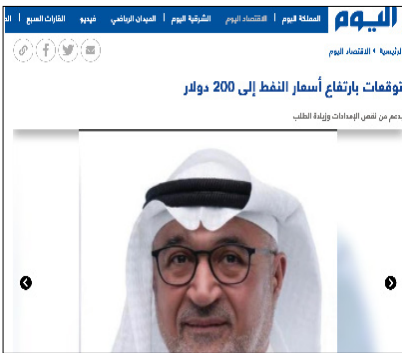 اليوم
المملكة اليوم | الاقتصاد اليوم | الشرقية اليوم | الميدان الرياضي فيديو القارات السبع |
الرئيسية الاقتصاد اليوم
توقعات بارتفاع أسعار النفط إلى 200 دولار
بدعم من نقص الإمدادات وزيادة الطلب